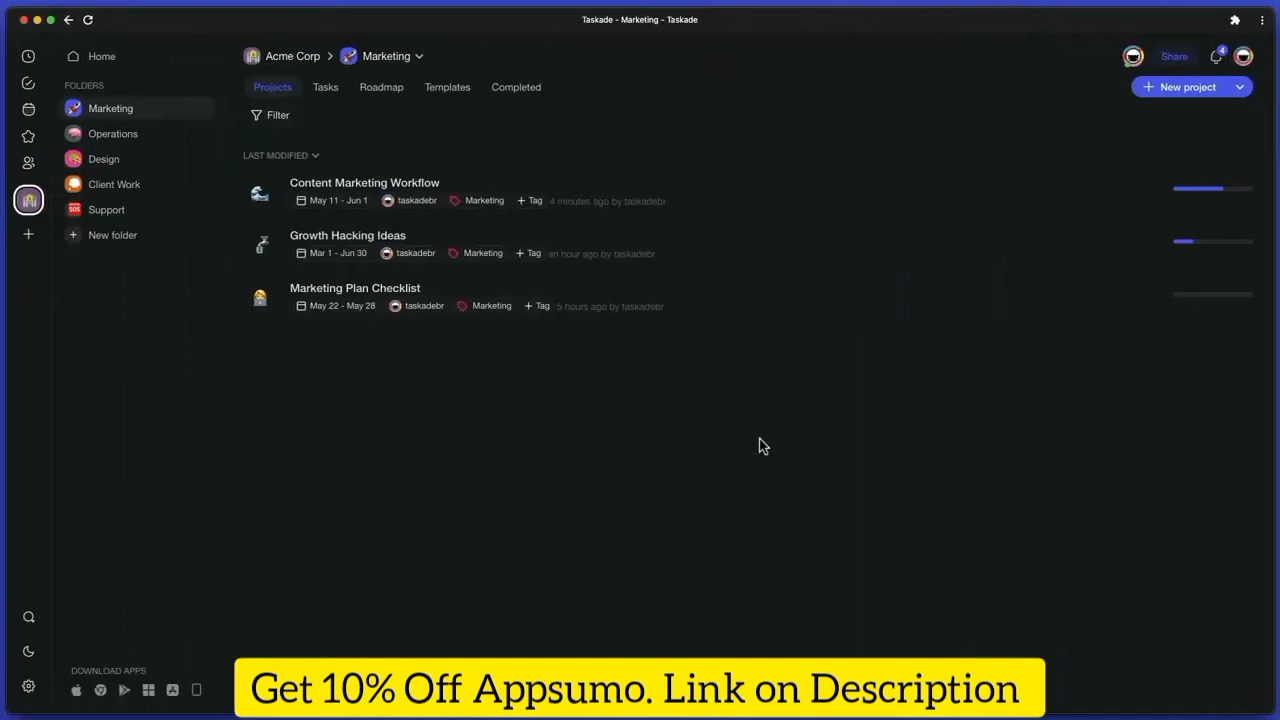 Taskade - Marketing - Taskade
Home
FOLDERS
Marketing
Operations
Design
Client Work
SOS Support
New folder
DOWNLOAD APPS
Acme Corp Marketing
Share 4
Projects Tasks Roadmap Templates Completed
+ New project
Filter
LAST MODIFIED
Content Marketing Workflow
May 11 - Jun 1 taskadebr Marketing + Tag 4 minutes ago by taskadebr
Growth Hacking Ideas
Mar 1 - Jun 30 taskadebr Marketing + Tag an hour ago by taskadebr
Marketing Plan Checklist
May 22 - May 28 taskadebr Marketing + Tag 5 hours ago by taskadebr
Get 10% Off Appsumo. Link on Description